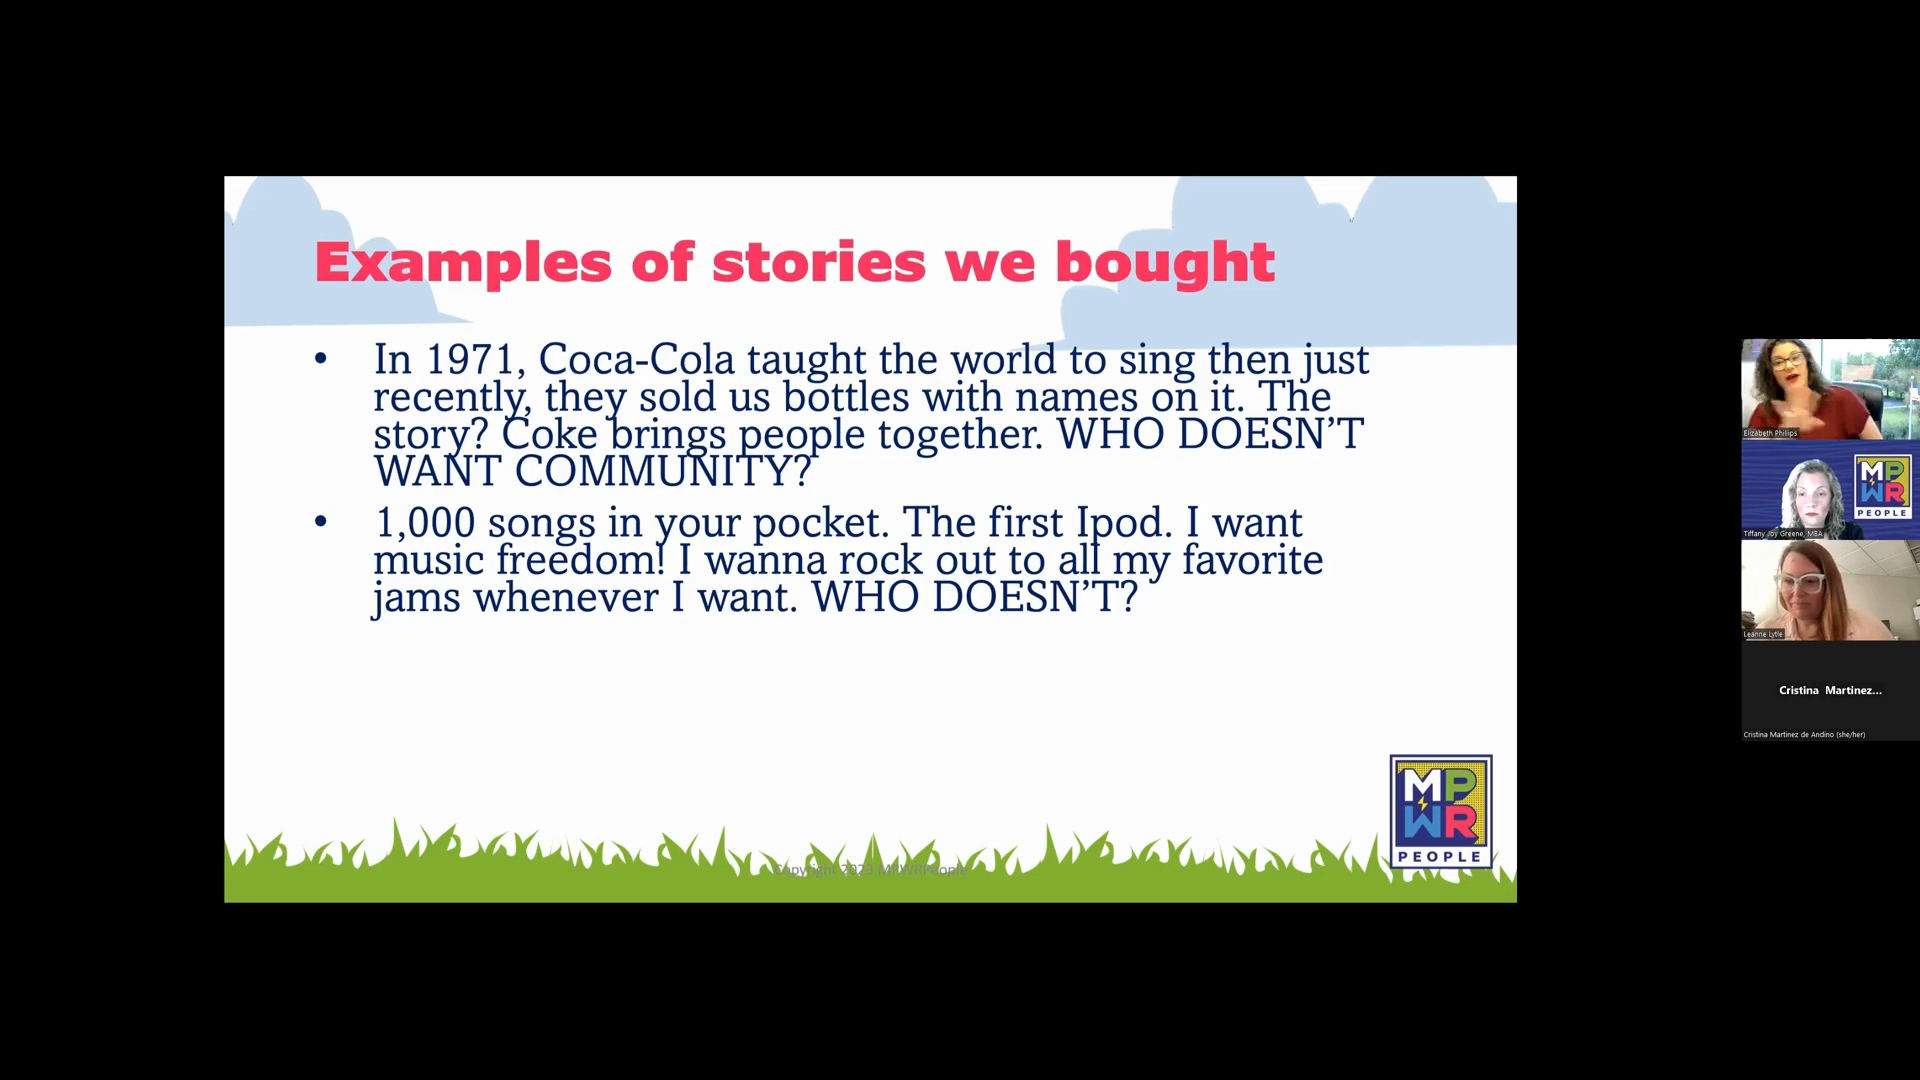 Examples of stories we bought
• In 1971, Coca-Cola taught the world to sing then just
recently, they sold us bottles with names on it. The
story? Coke brings people together. WHO DOESN’T
WANT COMMUNITY?
• 1,000 songs in your pocket. The first Ipod. I want
music freedom! I wanna rock out to all my favorite
jams whenever I want. WHO DOESN’T?
MP
WR
PEOPLE
Copyright 2023 MPWRPeople
Elizabeth Phillips
MP
WR
PEOPLE
Tiffany Joy Greene, MBA
Leanne Lytle
Cristina Martinez...
Cristina Martinez de Andino (she/her)